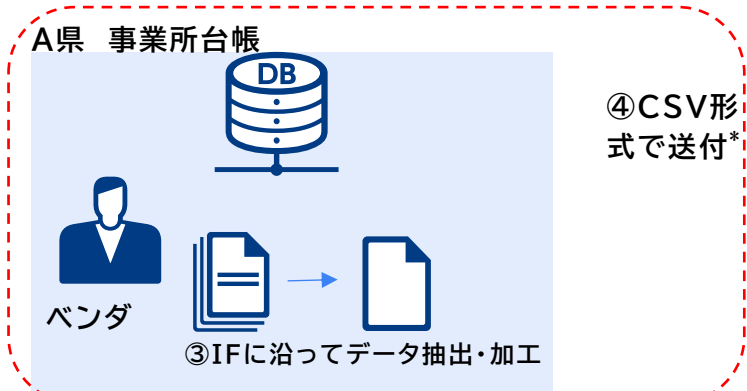 A県 事業所台帳
DB
④CSV形
式で送付*
ベンダ
③IFに沿ってデータ抽出・加工